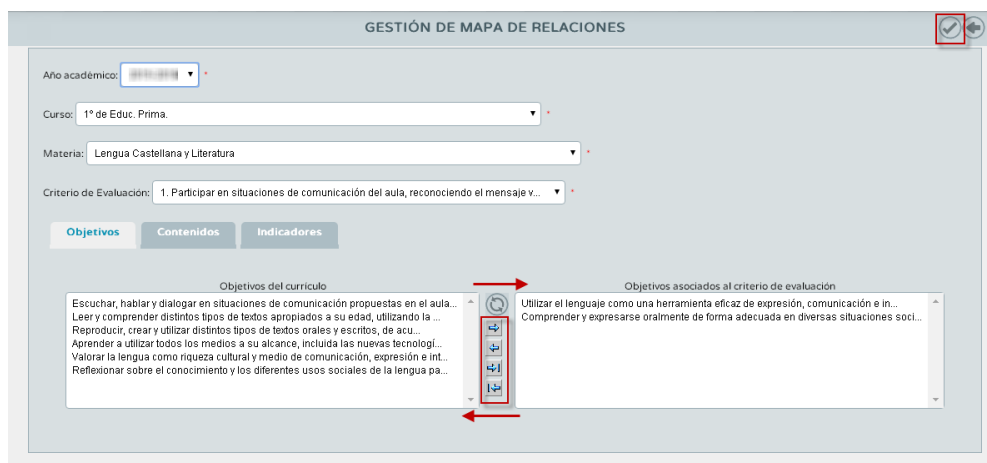 GESTIÓN DE MAPA DE RELACIONES
Año académico: *
Curso: 1º de Educ. Prima. *
Materia: Lengua Castellana y Literatura *
Criterio de Evaluación: 1. Participar en situaciones de comunicación del aula, reconociendo el mensaje v... *
Objetivos Contenidos Indicadores
Objetivos del currículo
Escuchar, hablar y dialogar en situaciones de comunicación propuestas en el aula...
Leer y comprender distintos tipos de textos apropiados a su edad, utilizando la ...
Reproducir, crear y utilizar distintos tipos de textos orales y escritos, de acu...
Aprender a utilizar todos los medios a su alcance, incluida las nuevas tecnologí...
Valorar la lengua como riqueza cultural y medio de comunicación, expresión e int...
Reflexionar sobre el conocimiento y los diferentes usos sociales de la lengua pa...
Objetivos asociados al criterio de evaluación
Utilizar el lenguaje como una herramienta eficaz de expresión, comunicación e in...
Comprender y expresarse oralmente de forma adecuada en diversas situaciones soci...